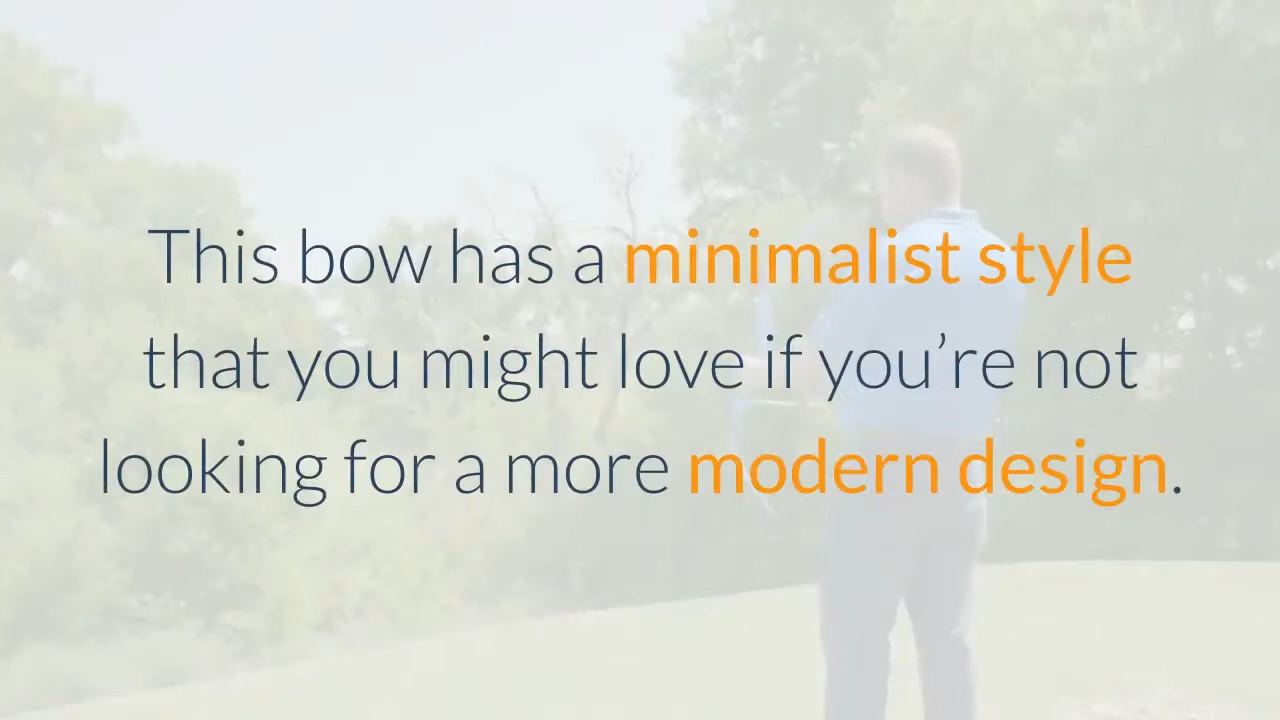 This bow has a minimalist style
that you might love if you’re not
looking for a more modern design.